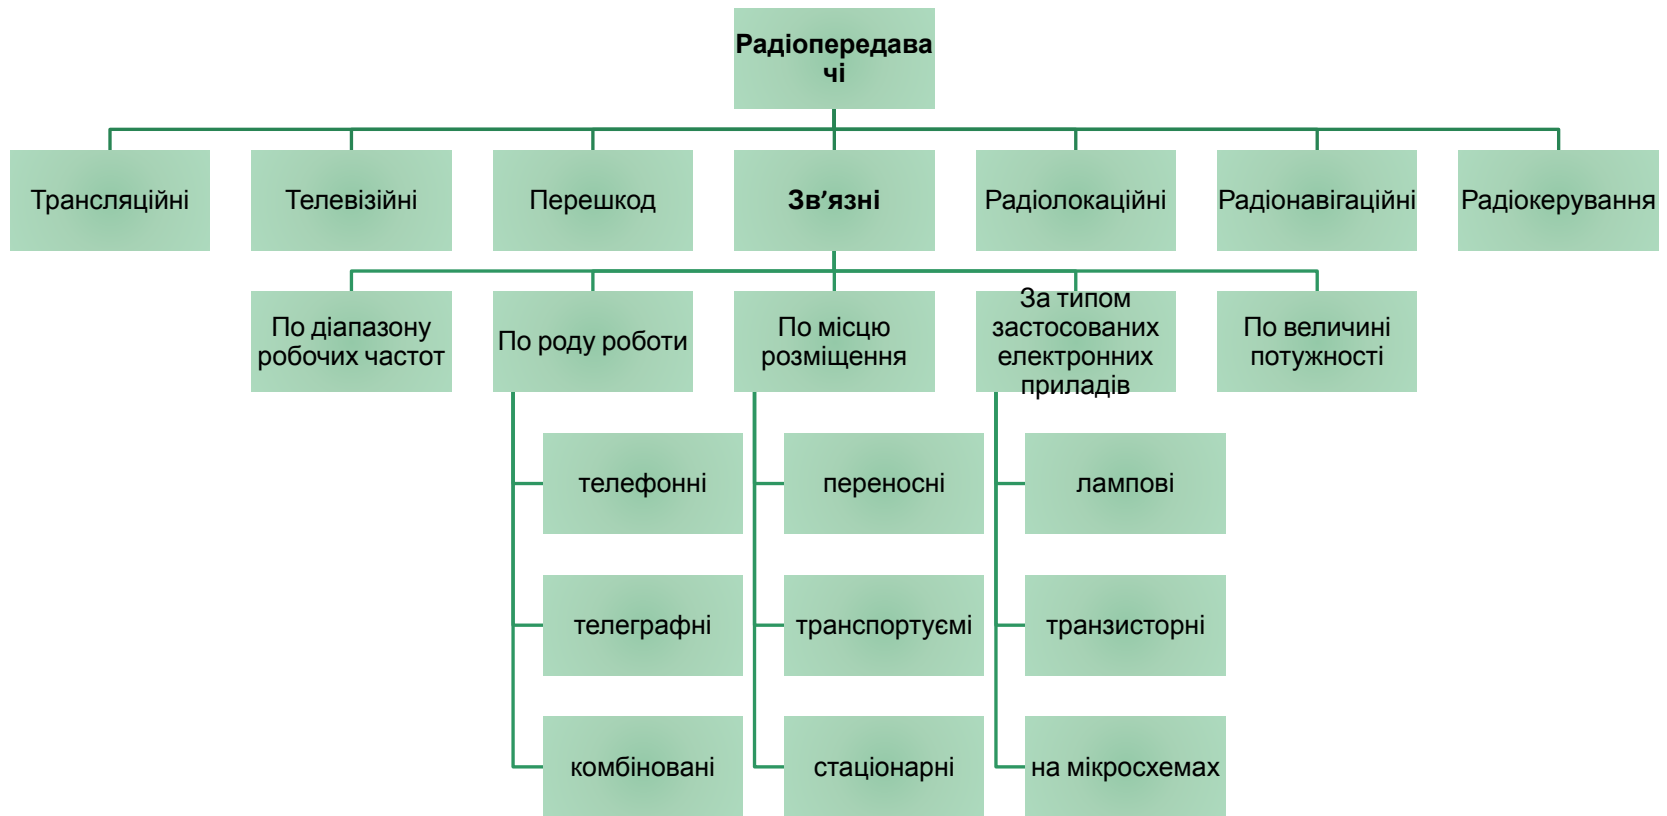 Радіопередава
чі
Трансляційні
Телевізійні
Перешкод
Зв’язні
Радіолокаційні
Радіонавігаційні
Радіокерування
По діапазону
робочих частот
По роду роботи
По місцю
розміщення
За типом
застосованих
електронних
приладів
По величині
потужності
телефонні
переносні
лампові
телеграфні
транспортуємі
транзисторні
комбіновані
стаціонарні
на мікросхемах